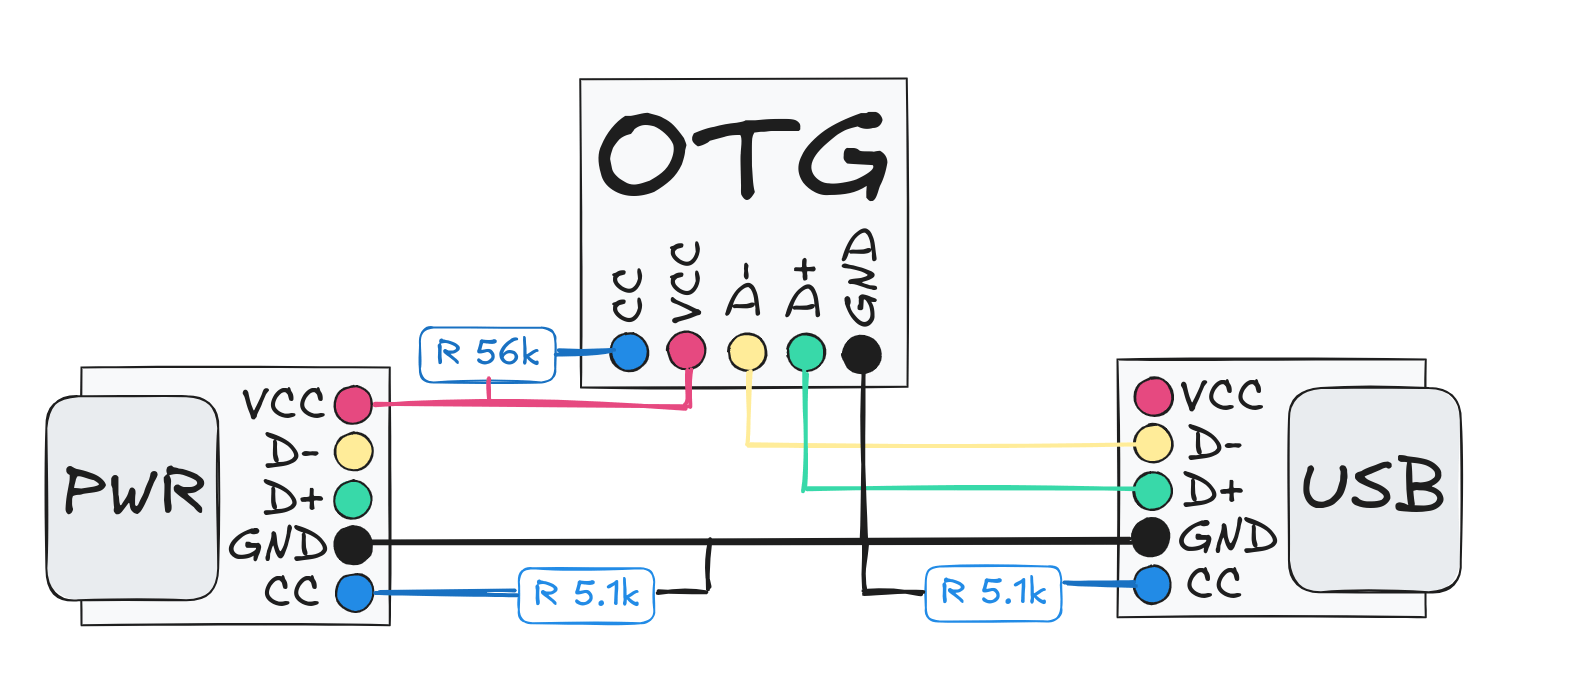 OTG
CC
VCC
D-
D+
GND
R 56k
PWR
VCC
D-
D+
GND
CC
R 5.1k
R 5.1k
VCC
D-
D+
GND
CC
USB